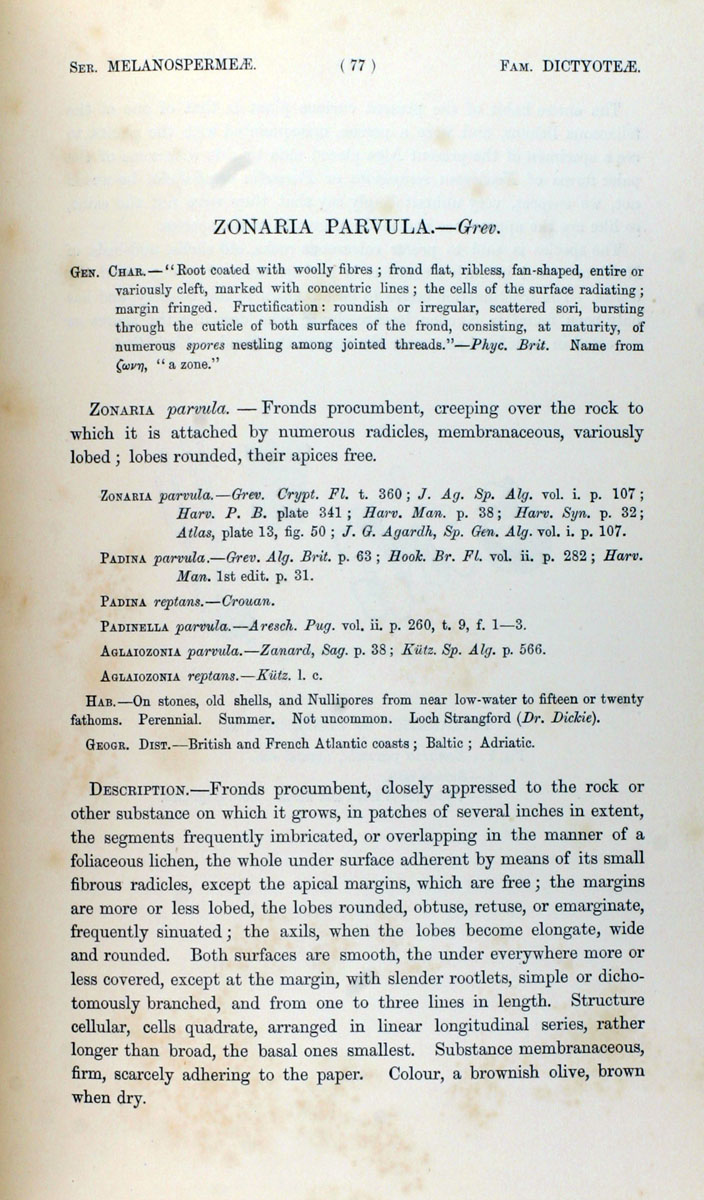 Ser. MELANOSPERMEÆ. ( 77 ) Fam. DICTYOTEÆ.
ZONARIA PARVULA.—Grev.
Gen. Char.—"Root coated with woolly fibres ; frond flat, ribless, fan-shaped, entire or
variously cleft, marked with concentric lines ; the cells of the surface radiating ;
margin fringed. Fructification : roundish or irregular, scattered sori, bursting
through the cuticle of both surfaces of the frond, consisting, at maturity, of
numerous spores nestling among jointed threads."—Phyc. Brit. Name from
ζωνη, "a zone."
Zonaria parvula. — Fronds procumbent, creeping over the rock to
which it is attached by numerous radicles, membranaceous, variously
lobed ; lobes rounded, their apices free.
Zonaria parvula.—Grev. Crypt. Fl. t. 360 ; J. Ag. Sp. Alg. vol. i. p. 107 ;
Harv. P. B. plate 341 ; Harv. Man. p. 38 ; Harv. Syn. p. 32 ;
Atlas, plate 13, fig. 50 ; J. G. Agardh, Sp. Gen. Alg. vol. i. p. 107.
Padina parvula.—Grev. Alg. Brit. p. 63 ; Hook. Br. Fl. vol. ii. p. 282 ; Harv.
Man. 1st edit. p. 31.
Padina reptans.—Crouan.
Padinella parvula.—Aresch. Pug. vol. ii. p. 260, t. 9, f. 1—3.
Aglaiozonia parvula.—Zanard, Sag. p. 38 ; Kütz. Sp. Alg. p. 566.
Aglaiozonia reptans.—Kütz. l. c.
Hab.—On stones, old shells, and Nullipores from near low-water to fifteen or twenty
fathoms. Perennial. Summer. Not uncommon. Loch Strangford (Dr. Dickie).
Geogr. Dist.—British and French Atlantic coasts ; Baltic ; Adriatic.
Description.—Fronds procumbent, closely appressed to the rock or
other substance on which it grows, in patches of several inches in extent,
the segments frequently imbricated, or overlapping in the manner of a
foliaceous lichen, the whole under surface adherent by means of its small
fibrous radicles, except the apical margins, which are free ; the margins
are more or less lobed, the lobes rounded, obtuse, retuse, or emarginate,
frequently sinuated ; the axils, when the lobes become elongate, wide
and rounded. Both surfaces are smooth, the under everywhere more or
less covered, except at the margin, with slender rootlets, simple or dicho-
tomously branched, and from one to three lines in length. Structure
cellular, cells quadrate, arranged in linear longitudinal series, rather
longer than broad, the basal ones smallest. Substance membranaceous,
firm, scarcely adhering to the paper. Colour, a brownish olive, brown
when dry.